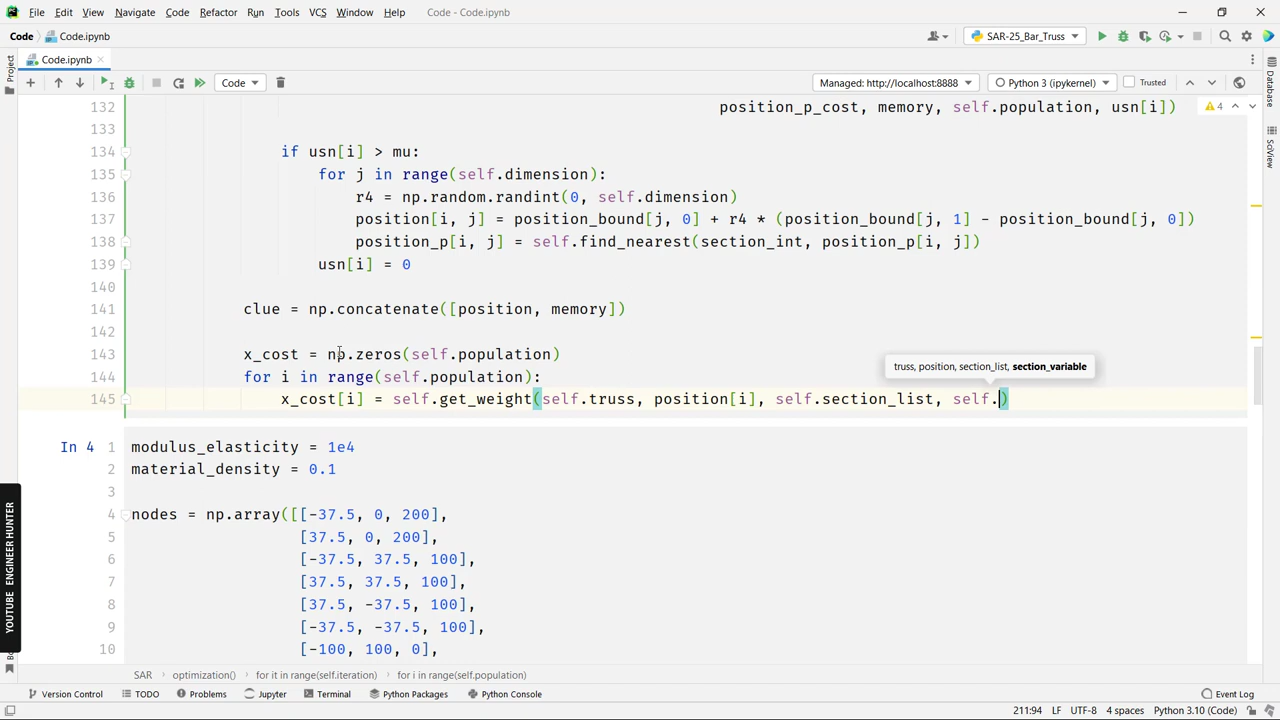 File Edit View Navigate Code Refactor Run Tools VCS Window Help Code - Code.ipynb
Code Code.ipynb SAR-25_Bar_Truss
Project Code.ipynb Database
Code Managed: http://localhost:8888 Python 3 (ipykernel) Trusted
132 position_p_cost, memory, self.population, usn[i]) 4
133
SciView
134 if usn[i] > mu:
135 for j in range(self.dimension):
136 r4 = np.random.randint(0, self.dimension)
137 position[i, j] = position_bound[j, 0] + r4 * (position_bound[j, 1] - position_bound[j, 0])
138 position_p[i, j] = self.find_nearest(section_int, position_p[i, j])
139 usn[i] = 0
140
141 clue = np.concatenate([position, memory])
142
143 x_cost = np.zeros(self.population)
truss, position, section_list, section_variable
144 for i in range(self.population):
145 x_cost[i] = self.get_weight(self.truss, position[i], self.section_list, self.)
In 4 1 modulus_elasticity = 1e4
2 material_density = 0.1
3
4 nodes = np.array([[-37.5, 0, 200],
5 [37.5, 0, 200],
6 [-37.5, 37.5, 100],
7 [37.5, 37.5, 100],
8 [37.5, -37.5, 100],
9 [-37.5, -37.5, 100],
10 [-100, 100, 0],
YOUTUBE ENGINEER HUNTER
SAR optimization() for it in range(self.iteration) for i in range(self.population)
Version Control TODO Problems Jupyter Terminal Python Packages Python Console Event Log
211:94 LF UTF-8 4 spaces Python 3.10 (Code)